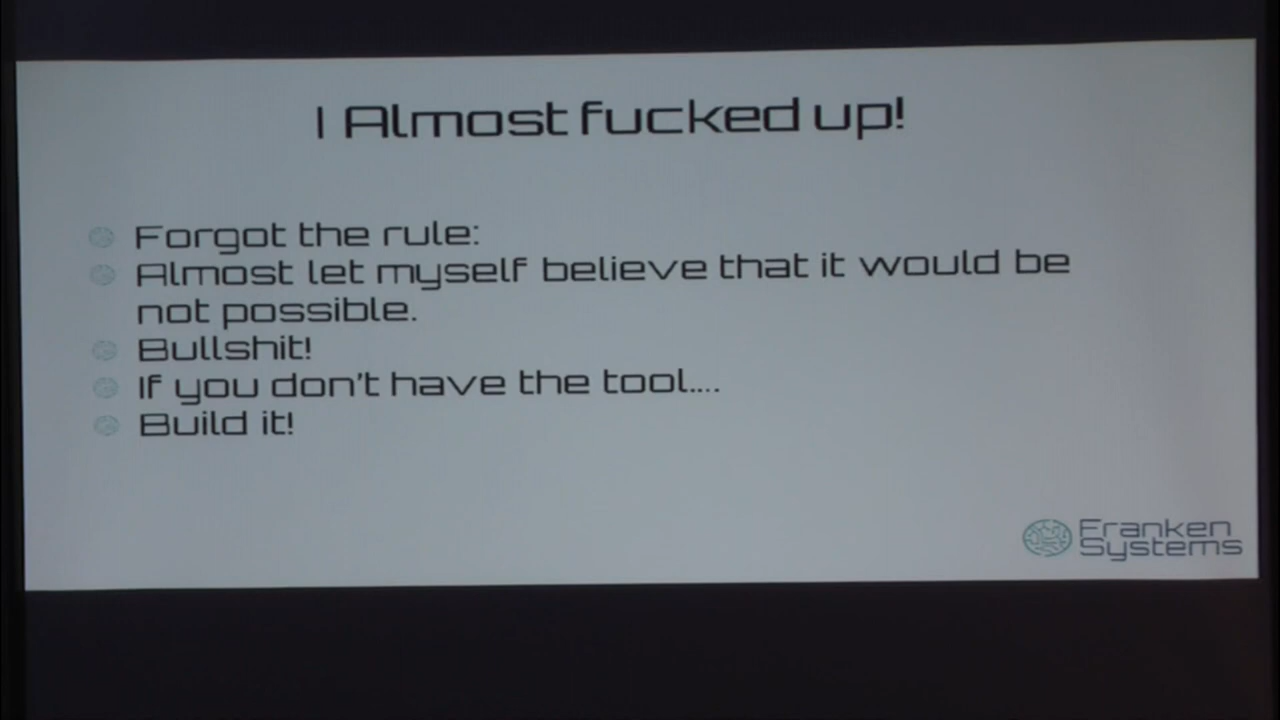 I Almost fucked up!
Forgot the rule:
Almost let myself believe that it would be
not possible.
Bullshit!
If you don't have the tool....
Build it!
Franken
Systems